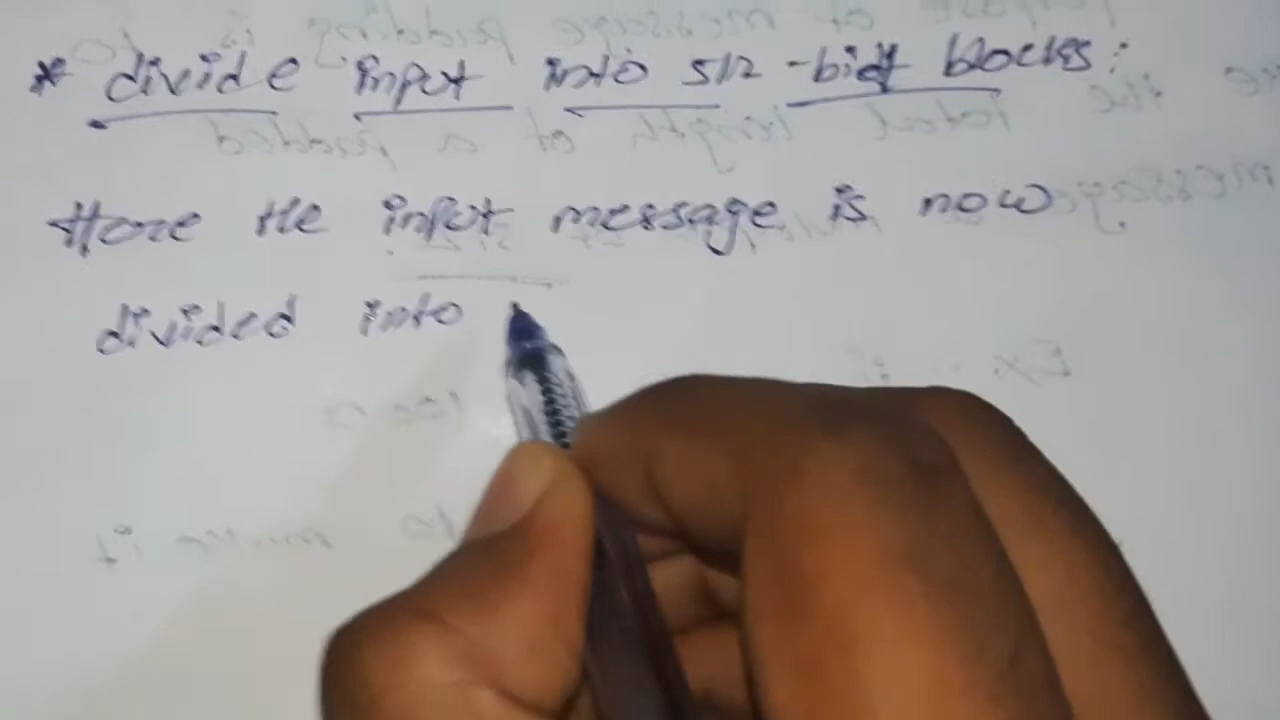 * divide input into 512-bit blocks:
Here the input message is now
divided into